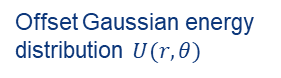 Offset Gaussian energy
distribution U(r,θ)